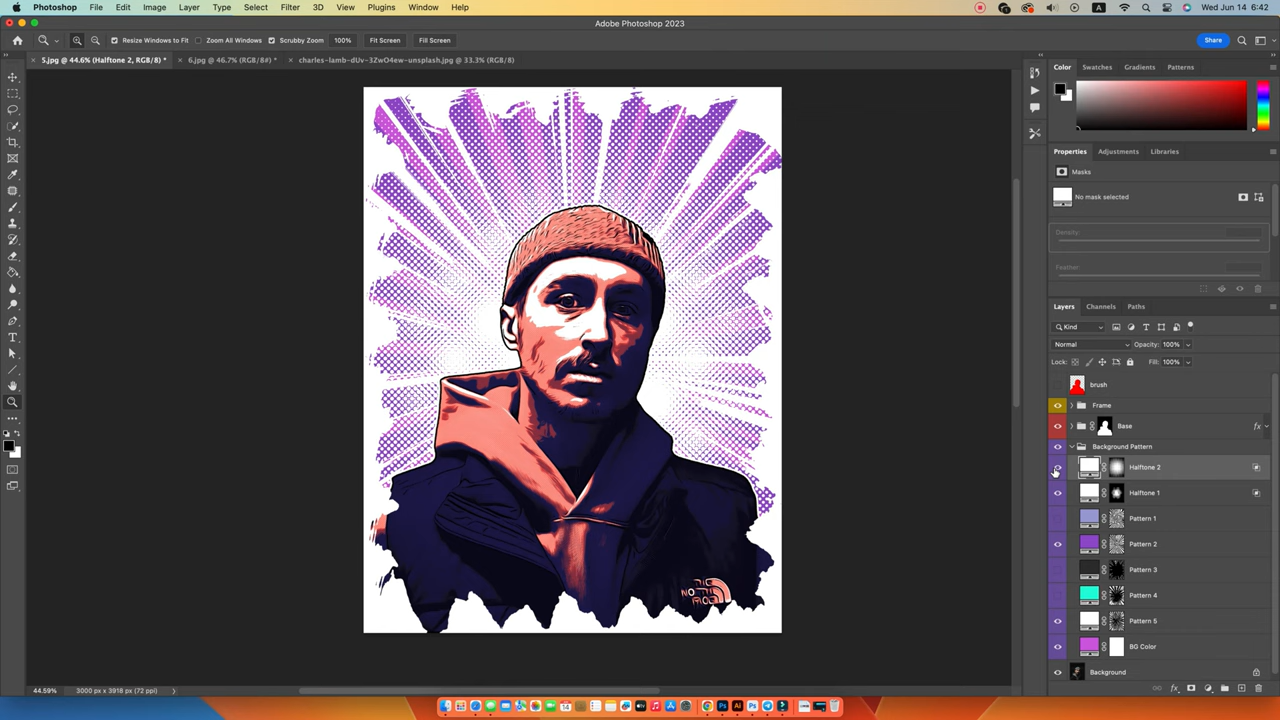 Photoshop File Edit Image Layer Type Select Filter 3D View Plugins Window Help A Wed Jun 14 6:42
Adobe Photoshop 2023
Resize Windows to Fit Scrubby Zoom Zoom All Windows 100% Fit Screen Fill Screen Share
5.jpg @ 44.6% (Halftone 2, RGB/8) * 6.jpg @ 46.7% (RGB/8#) * charles-lamb-dUv-3ZwO4ew-unsplash.jpg @ 33.3% (RGB/8)
Color Swatches Gradients Patterns
Properties Adjustments Libraries
Masks
No mask selected
Density:
Feather:
Layers Channels Paths
Kind
Normal Opacity: 100%
Lock: Fill: 100%
brush
Frame
Base fx
Background Pattern
Halftone 2
Halftone 1
Pattern 1
Pattern 2
Pattern 3
Pattern 4
Pattern 5
BG Color
Background
44.59% 3000 px x 3918 px (72 ppi)